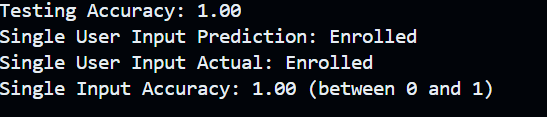 Testing Accuracy: 1.00
Single User Input Prediction: Enrolled
Single User Input Actual: Enrolled
Single Input Accuracy: 1.00 (between 0 and 1)